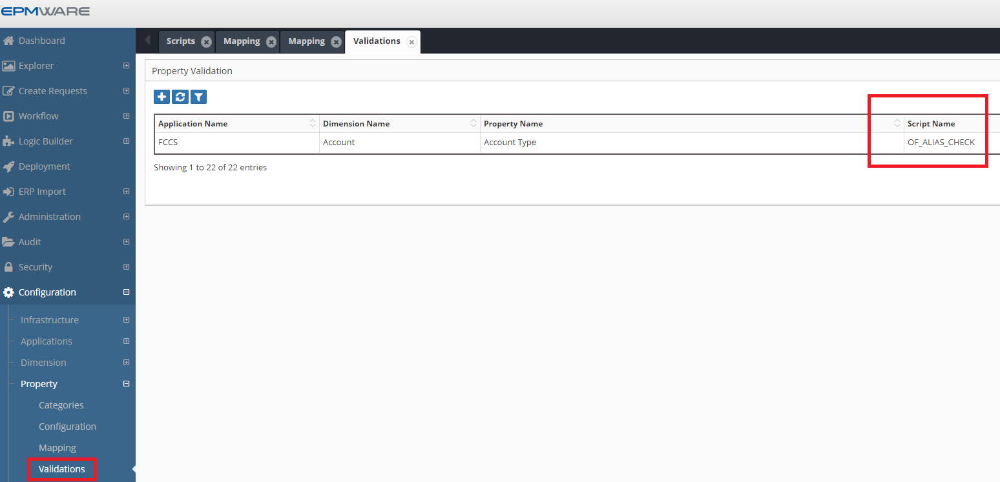 EPMWARE
Dashboard
Explorer
Create Requests
Workflow
Logic Builder
Deployment
ERP Import
Administration
Audit
Security
Configuration
Infrastructure
Applications
Dimension
Property
Categories
Configuration
Mapping
Validations
Scripts Mapping Mapping Validations
Property Validation
Application Name Dimension Name Property Name Script Name
FCCS Account Account Type OF_ALIAS_CHECK
Showing 1 to 22 of 22 entries